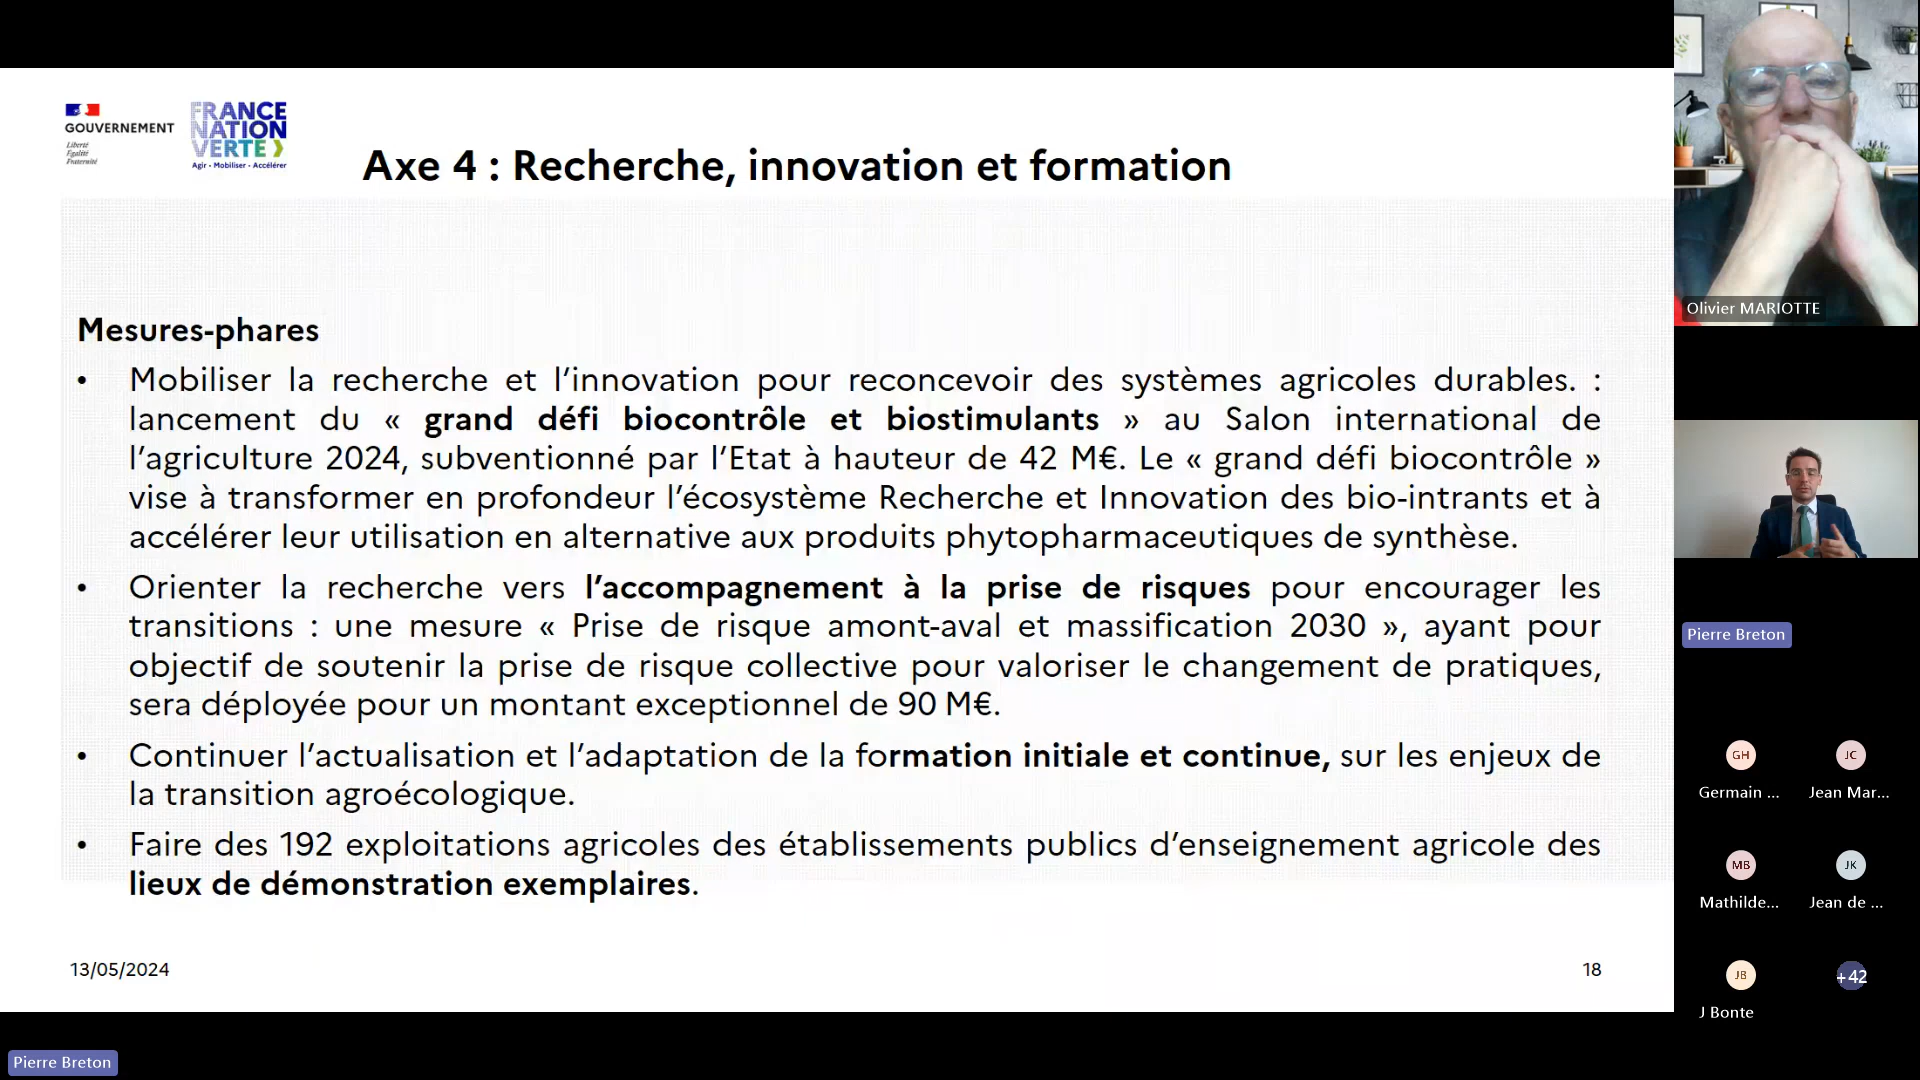 GOUVERNEMENT
Liberté
Égalité
Fraternité
FRANCE
NATION
VERTE
Agir • Mobiliser • Accélérer
Axe 4 : Recherche, innovation et formation
Mesures-phares
• Mobiliser la recherche et l’innovation pour reconcevoir des systèmes agricoles durables. :
lancement du « grand défi biocontrôle et biostimulants » au Salon international de
l’agriculture 2024, subventionné par l’Etat à hauteur de 42 M€. Le « grand défi biocontrôle »
vise à transformer en profondeur l’écosystème Recherche et Innovation des bio-intrants et à
accélérer leur utilisation en alternative aux produits phytopharmaceutiques de synthèse.
• Orienter la recherche vers l’accompagnement à la prise de risques pour encourager les
transitions : une mesure « Prise de risque amont-aval et massification 2030 », ayant pour
objectif de soutenir la prise de risque collective pour valoriser le changement de pratiques,
sera déployée pour un montant exceptionnel de 90 M€.
• Continuer l’actualisation et l’adaptation de la formation initiale et continue, sur les enjeux de
la transition agroécologique.
• Faire des 192 exploitations agricoles des établissements publics d’enseignement agricole des
lieux de démonstration exemplaires.
13/05/2024
18
Pierre Breton
Olivier MARIOTTE
Pierre Breton
GH
Germain ...
JC
Jean Mar...
MB
Mathilde...
JK
Jean de ...
JB
J Bonte
+42